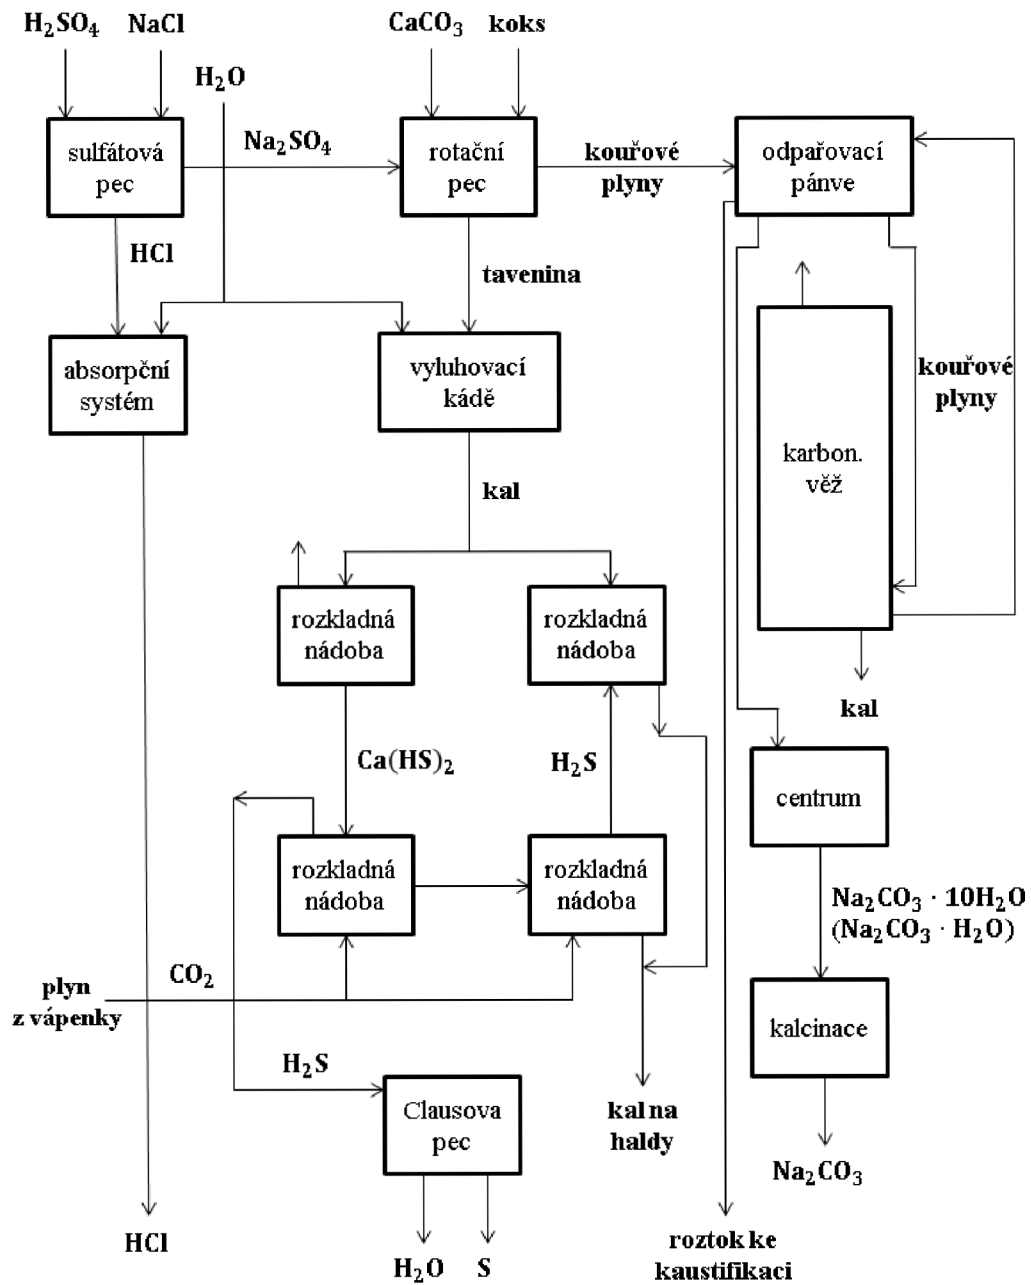 H₂SO₄ NaCl
CaCO₃ koks
H₂O
sulfátová
pec
Na₂SO₄
rotační
pec
kouřové
plyny
odpařovací
pánve
HCl
tavenina
absorpční
systém
vyluhovací
kádě
kouřové
plyny
karbon.
věž
kal
rozkladná
nádoba
rozkladná
nádoba
kal
Ca(HS)₂
H₂S
centrum
rozkladná
nádoba
rozkladná
nádoba
Na₂CO₃ · 10H₂O
(Na₂CO₃ · H₂O)
CO₂
plyn
z vápenky
kalcinace
H₂S
Clausova
pec
kal na
haldy
Na₂CO₃
HCl
H₂O
S
roztok ke
kaustifikaci